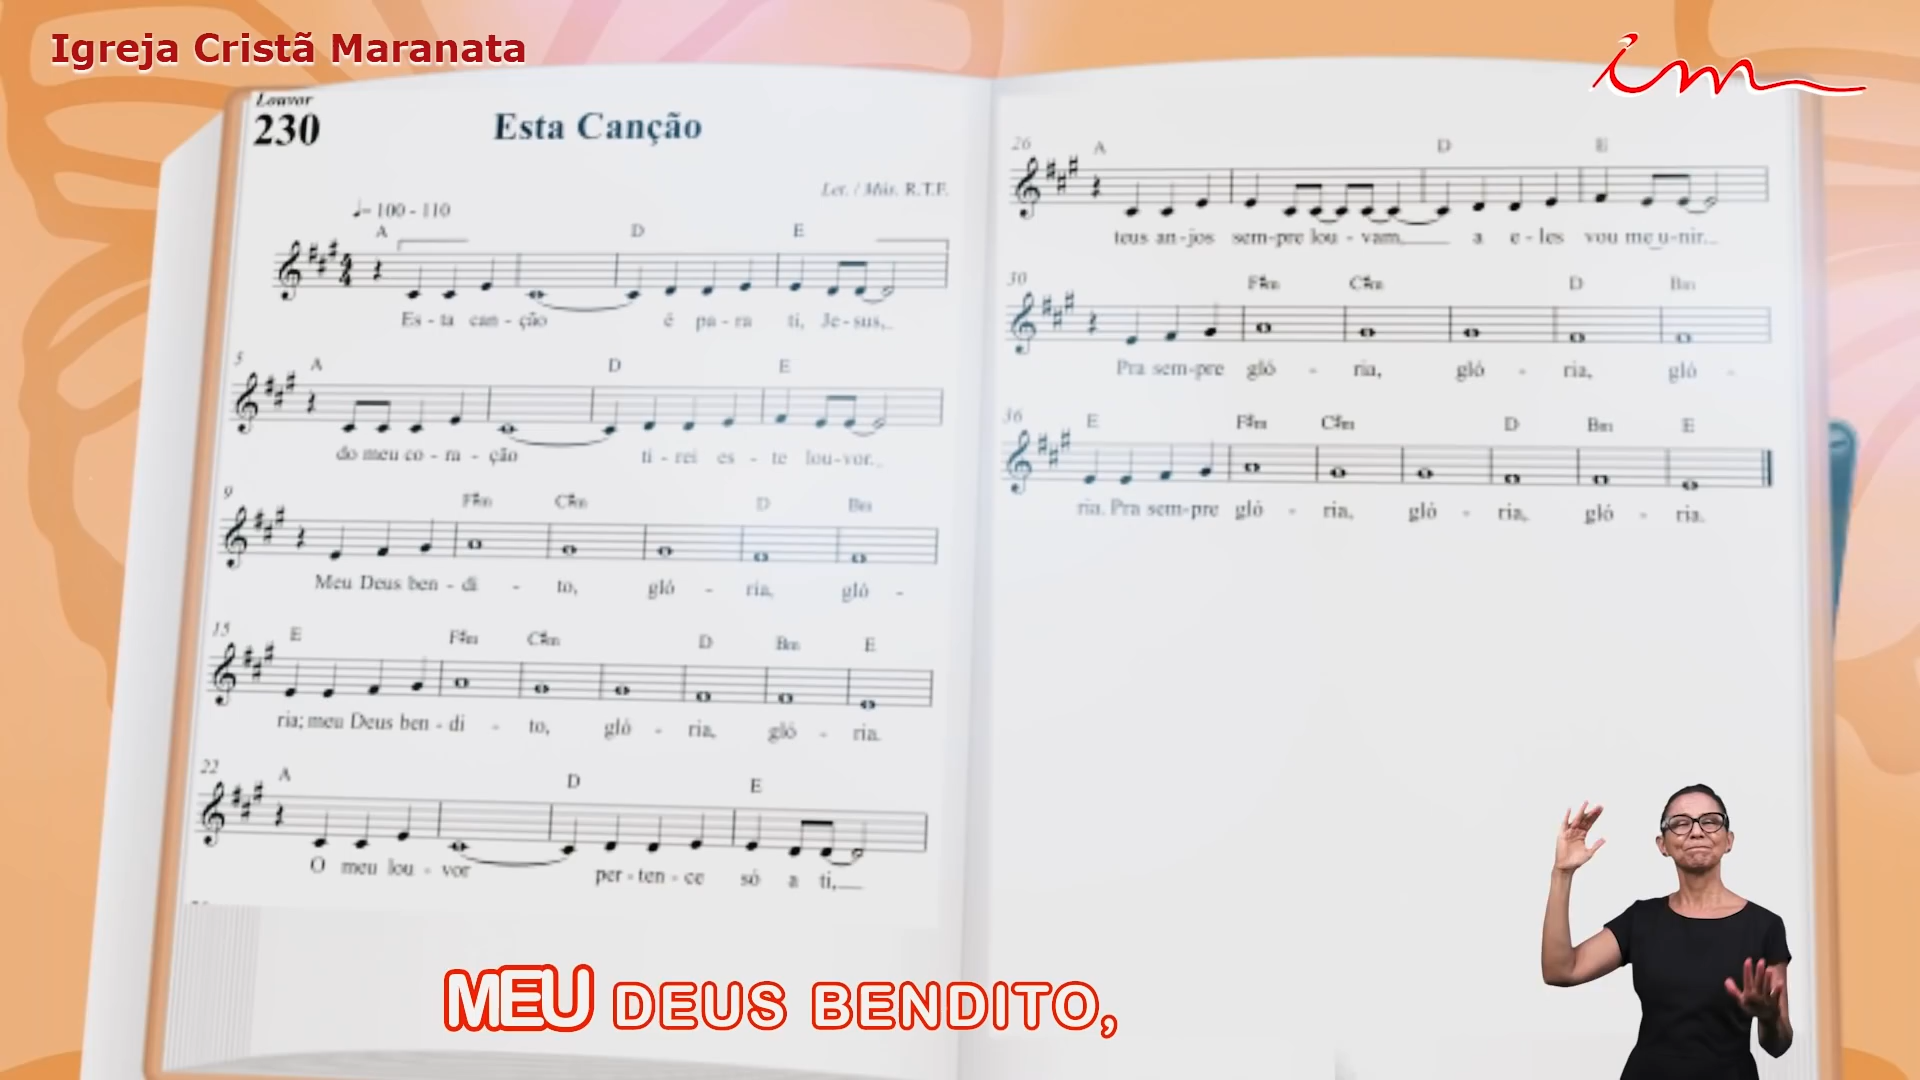 Igreja Cristã Maranata
im
Louvor
230
Esta Canção
Let. / Mús. R.T.F.
♩= 100 - 110
A D E
Es - ta can - ção é pa - ra ti, Je-sus,
5
A D E
do meu co - ra - ção ti - rei es - te lou-vor.
9
F#m C#m D Bm
Meu Deus ben - di - to, gló - ria, gló -
15
E F#m C#m D Bm E
ria; meu Deus ben - di - to, gló - ria, gló - ria.
22
A D E
O meu lou - vor per - ten - ce só a ti,
26
A D E
teus an-jos sem-pre lou - vam, a e - les vou me u-nir.
30
F#m C#m D Bm
Pra sem-pre gló - ria, gló - ria, gló -
36
E F#m C#m D Bm E
ria. Pra sem-pre gló - ria, gló - ria, gló - ria.
MEU DEUS BENDITO,